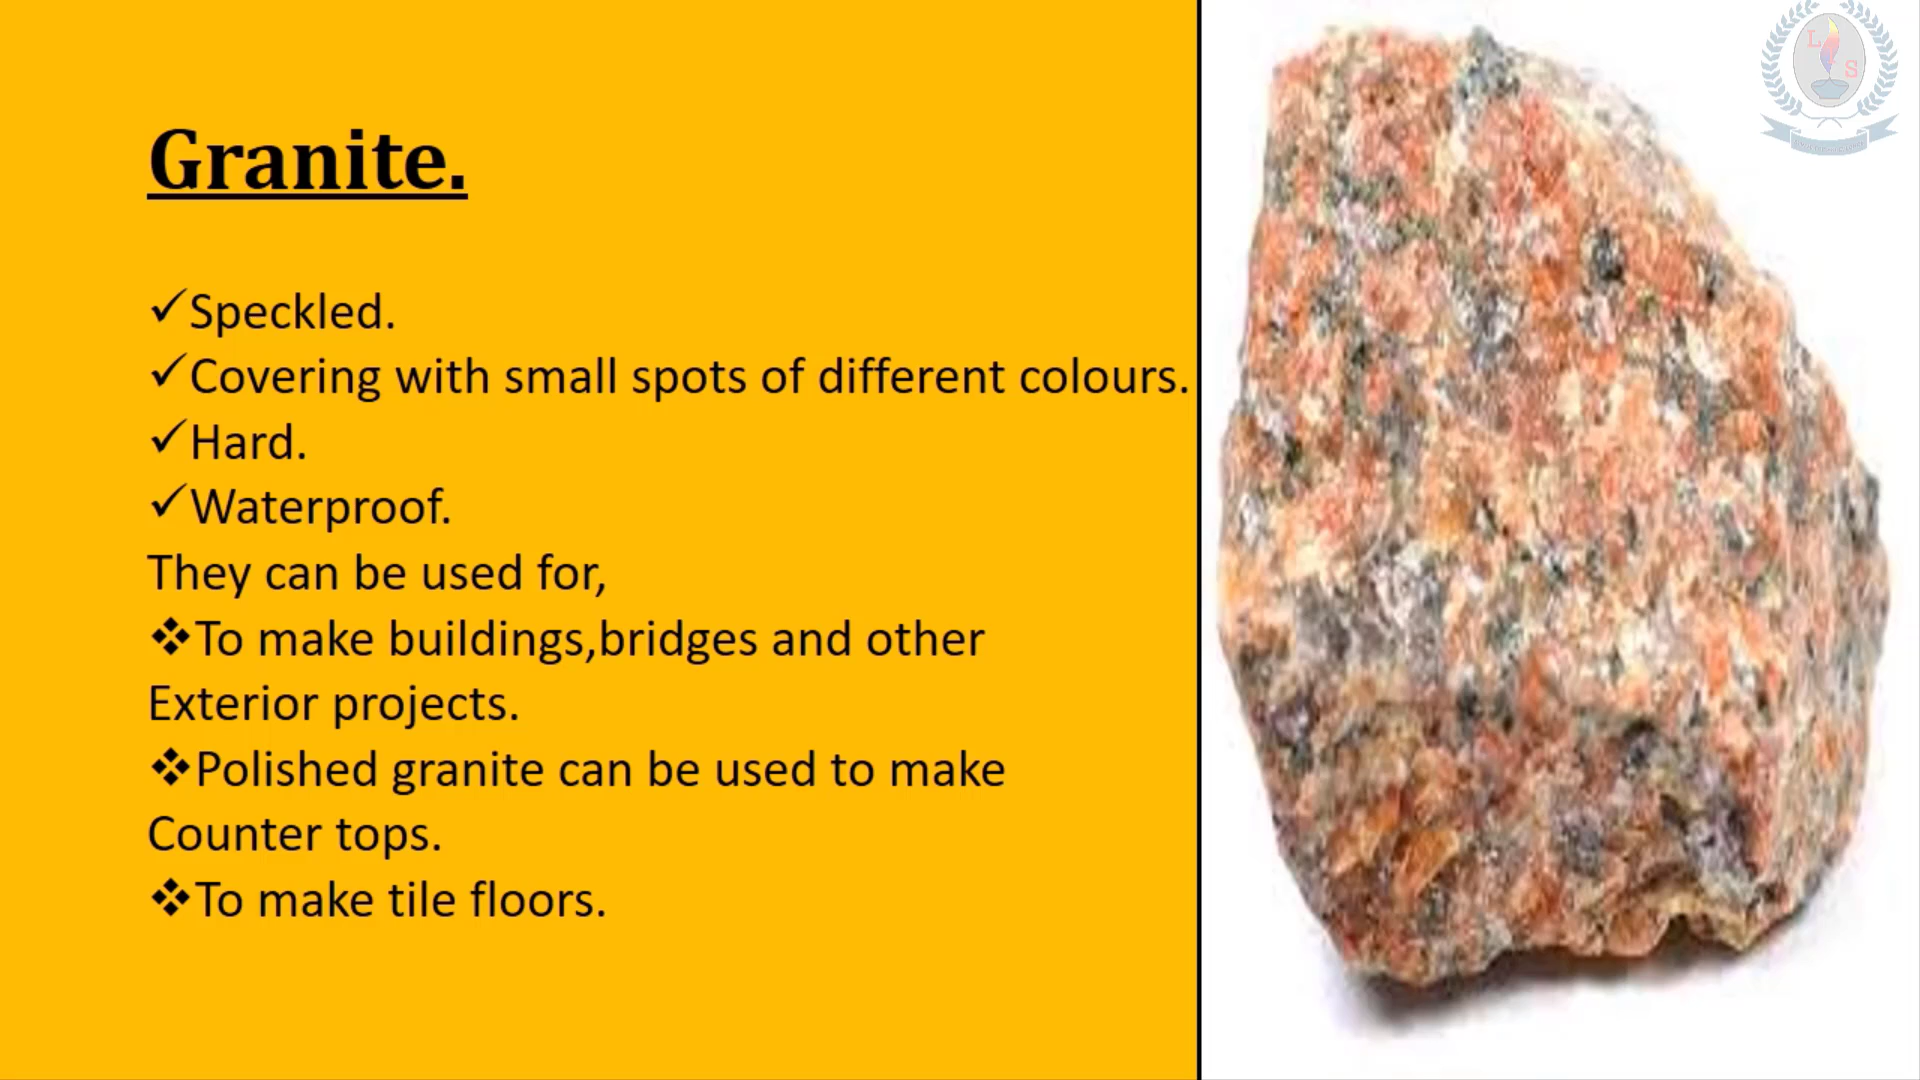 Granite.
✓Speckled.
✓Covering with small spots of different colours.
✓Hard.
✓Waterproof.
They can be used for,
❖To make buildings,bridges and other
Exterior projects.
❖Polished granite can be used to make
Counter tops.
❖To make tile floors.
L
S